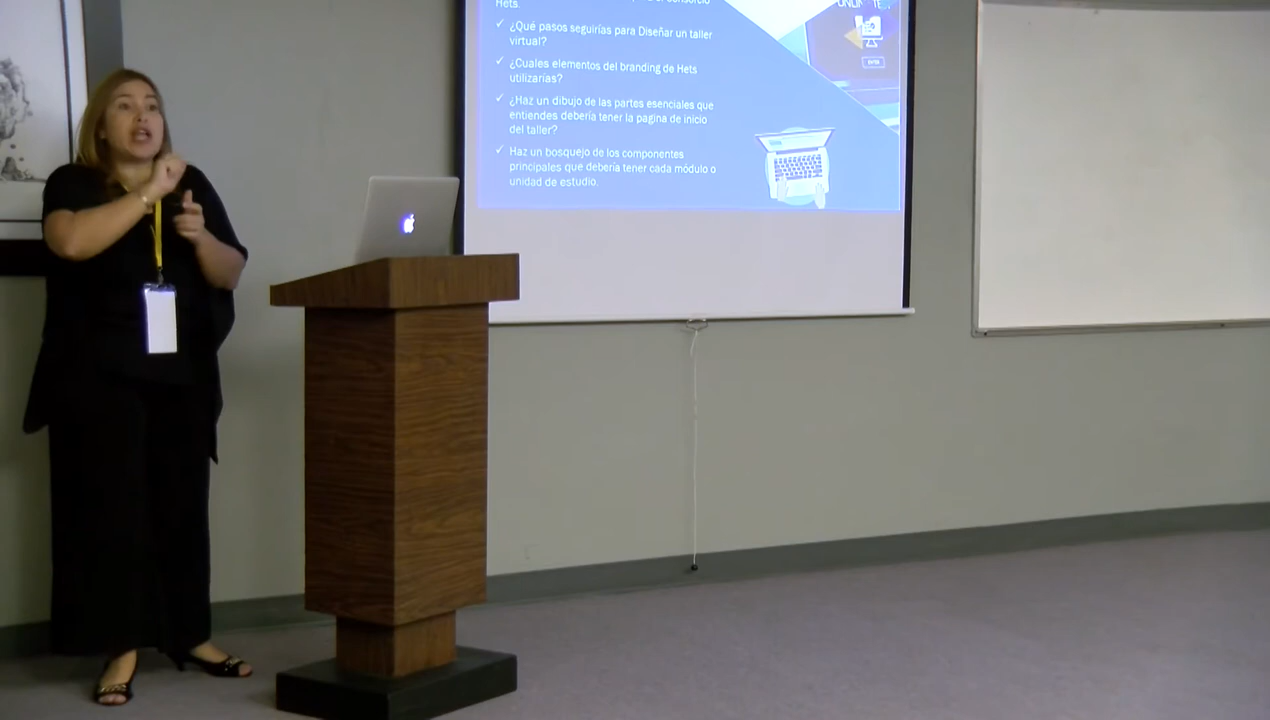 consorcio
Hets.
✓ ¿Qué pasos seguirías para Diseñar un taller
virtual?
✓ ¿Cuales elementos del branding de Hets
utilizarías?
✓ ¿Haz un dibujo de las partes esenciales que
entiendes debería tener la pagina de inicio
del taller?
✓ Haz un bosquejo de los componentes
principales que debería tener cada módulo o
unidad de estudio.